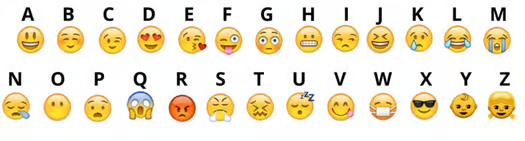 A B C D E F G H I J K L M
N O P Q R S T U V W X Y Z